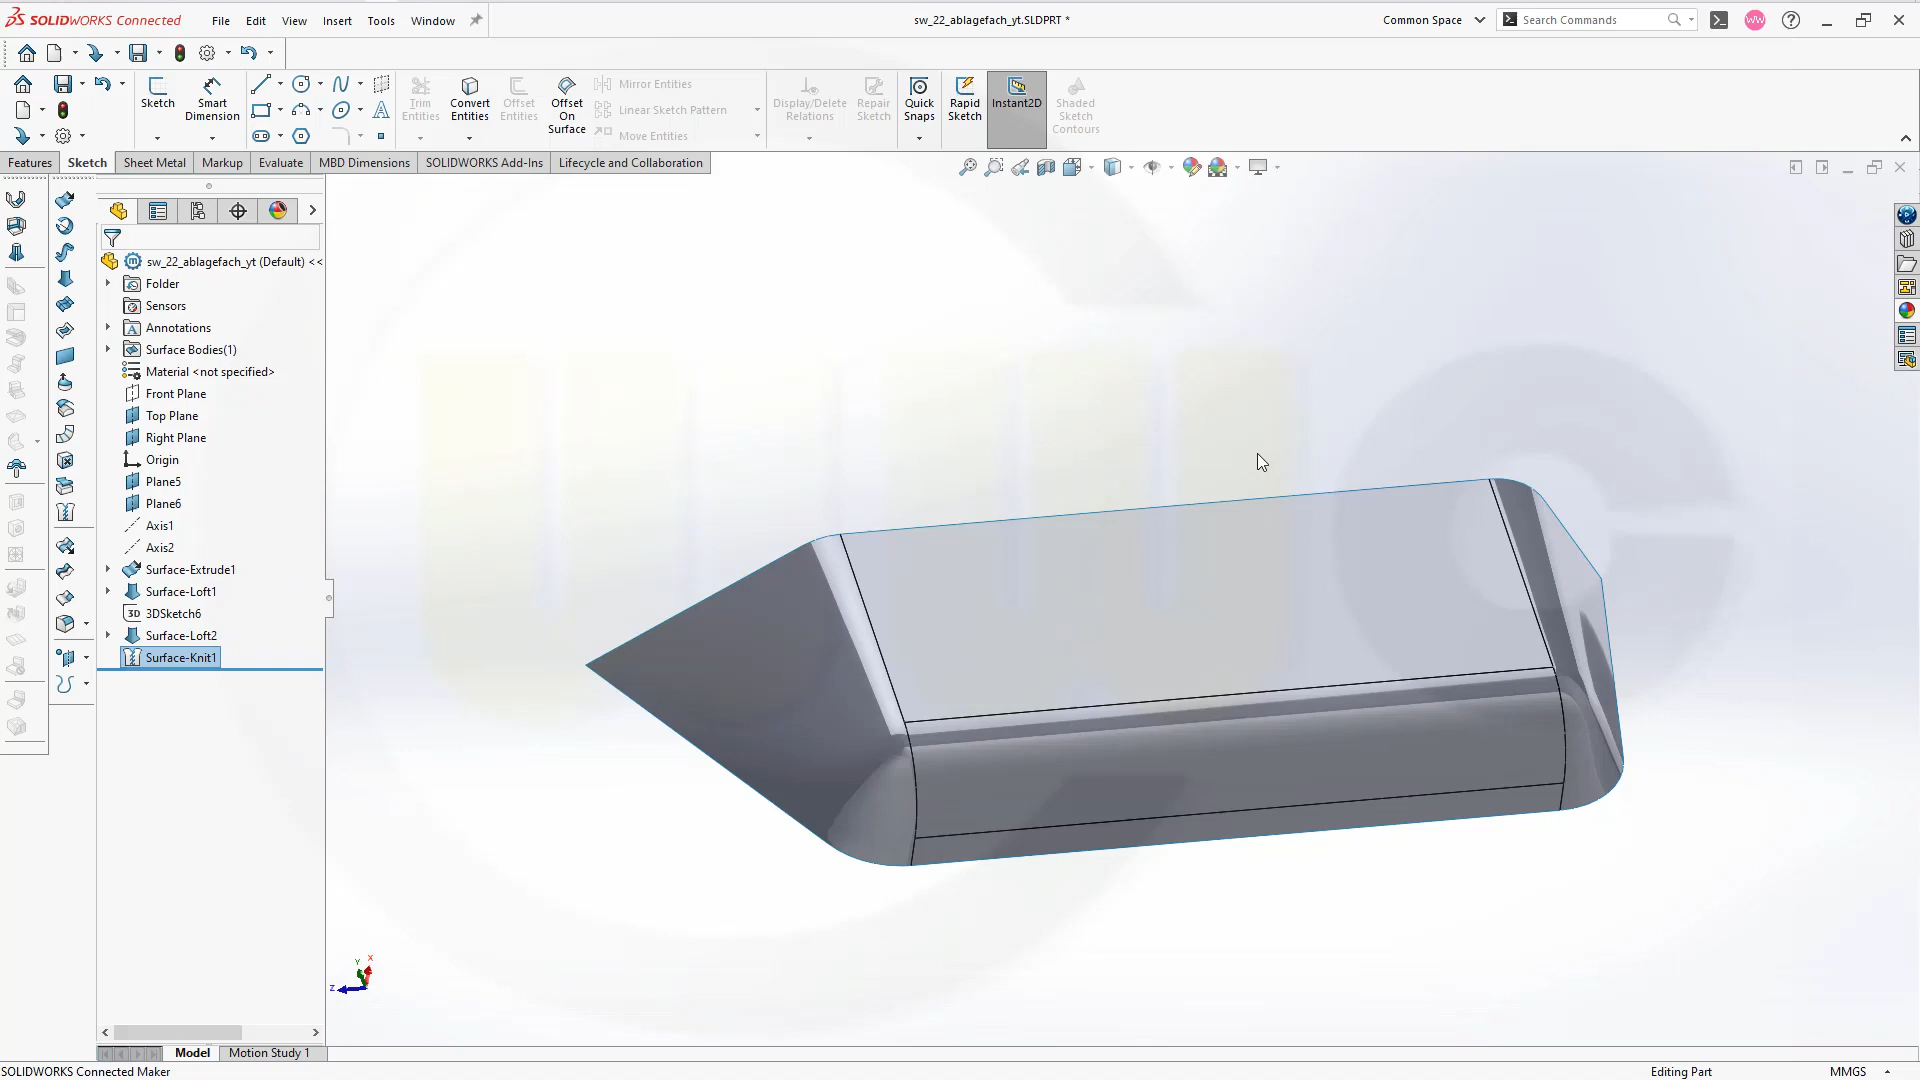 SOLIDWORKS Connected
File
Edit
View
Insert
Tools
Window
sw_22_ablagefach_yt.SLDPRT *
Common Space
Search Commands
WW
Sketch
Smart Dimension
Trim Entities
Convert Entities
Offset Entities
Offset On Surface
Mirror Entities
Linear Sketch Pattern
Move Entities
Display/Delete Relations
Repair Sketch
Quick Snaps
Rapid Sketch
Instant2D
Shaded Sketch Contours
Features
Sketch
Sheet Metal
Markup
Evaluate
MBD Dimensions
SOLIDWORKS Add-Ins
Lifecycle and Collaboration
sw_22_ablagefach_yt (Default) <<
Folder
Sensors
Annotations
Surface Bodies(1)
Material <not specified>
Front Plane
Top Plane
Right Plane
Origin
Plane5
Plane6
Axis1
Axis2
Surface-Extrude1
Surface-Loft1
3D 3DSketch6
Surface-Loft2
Surface-Knit1
Y
X
Z
Model
Motion Study 1
SOLIDWORKS Connected Maker
Editing Part
MMGS